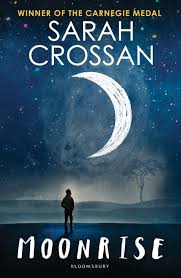 WINNER OF THE CARNEGIE MEDAL
SARAH
CROSSAN
MOONRISE
BLOOMSBURY